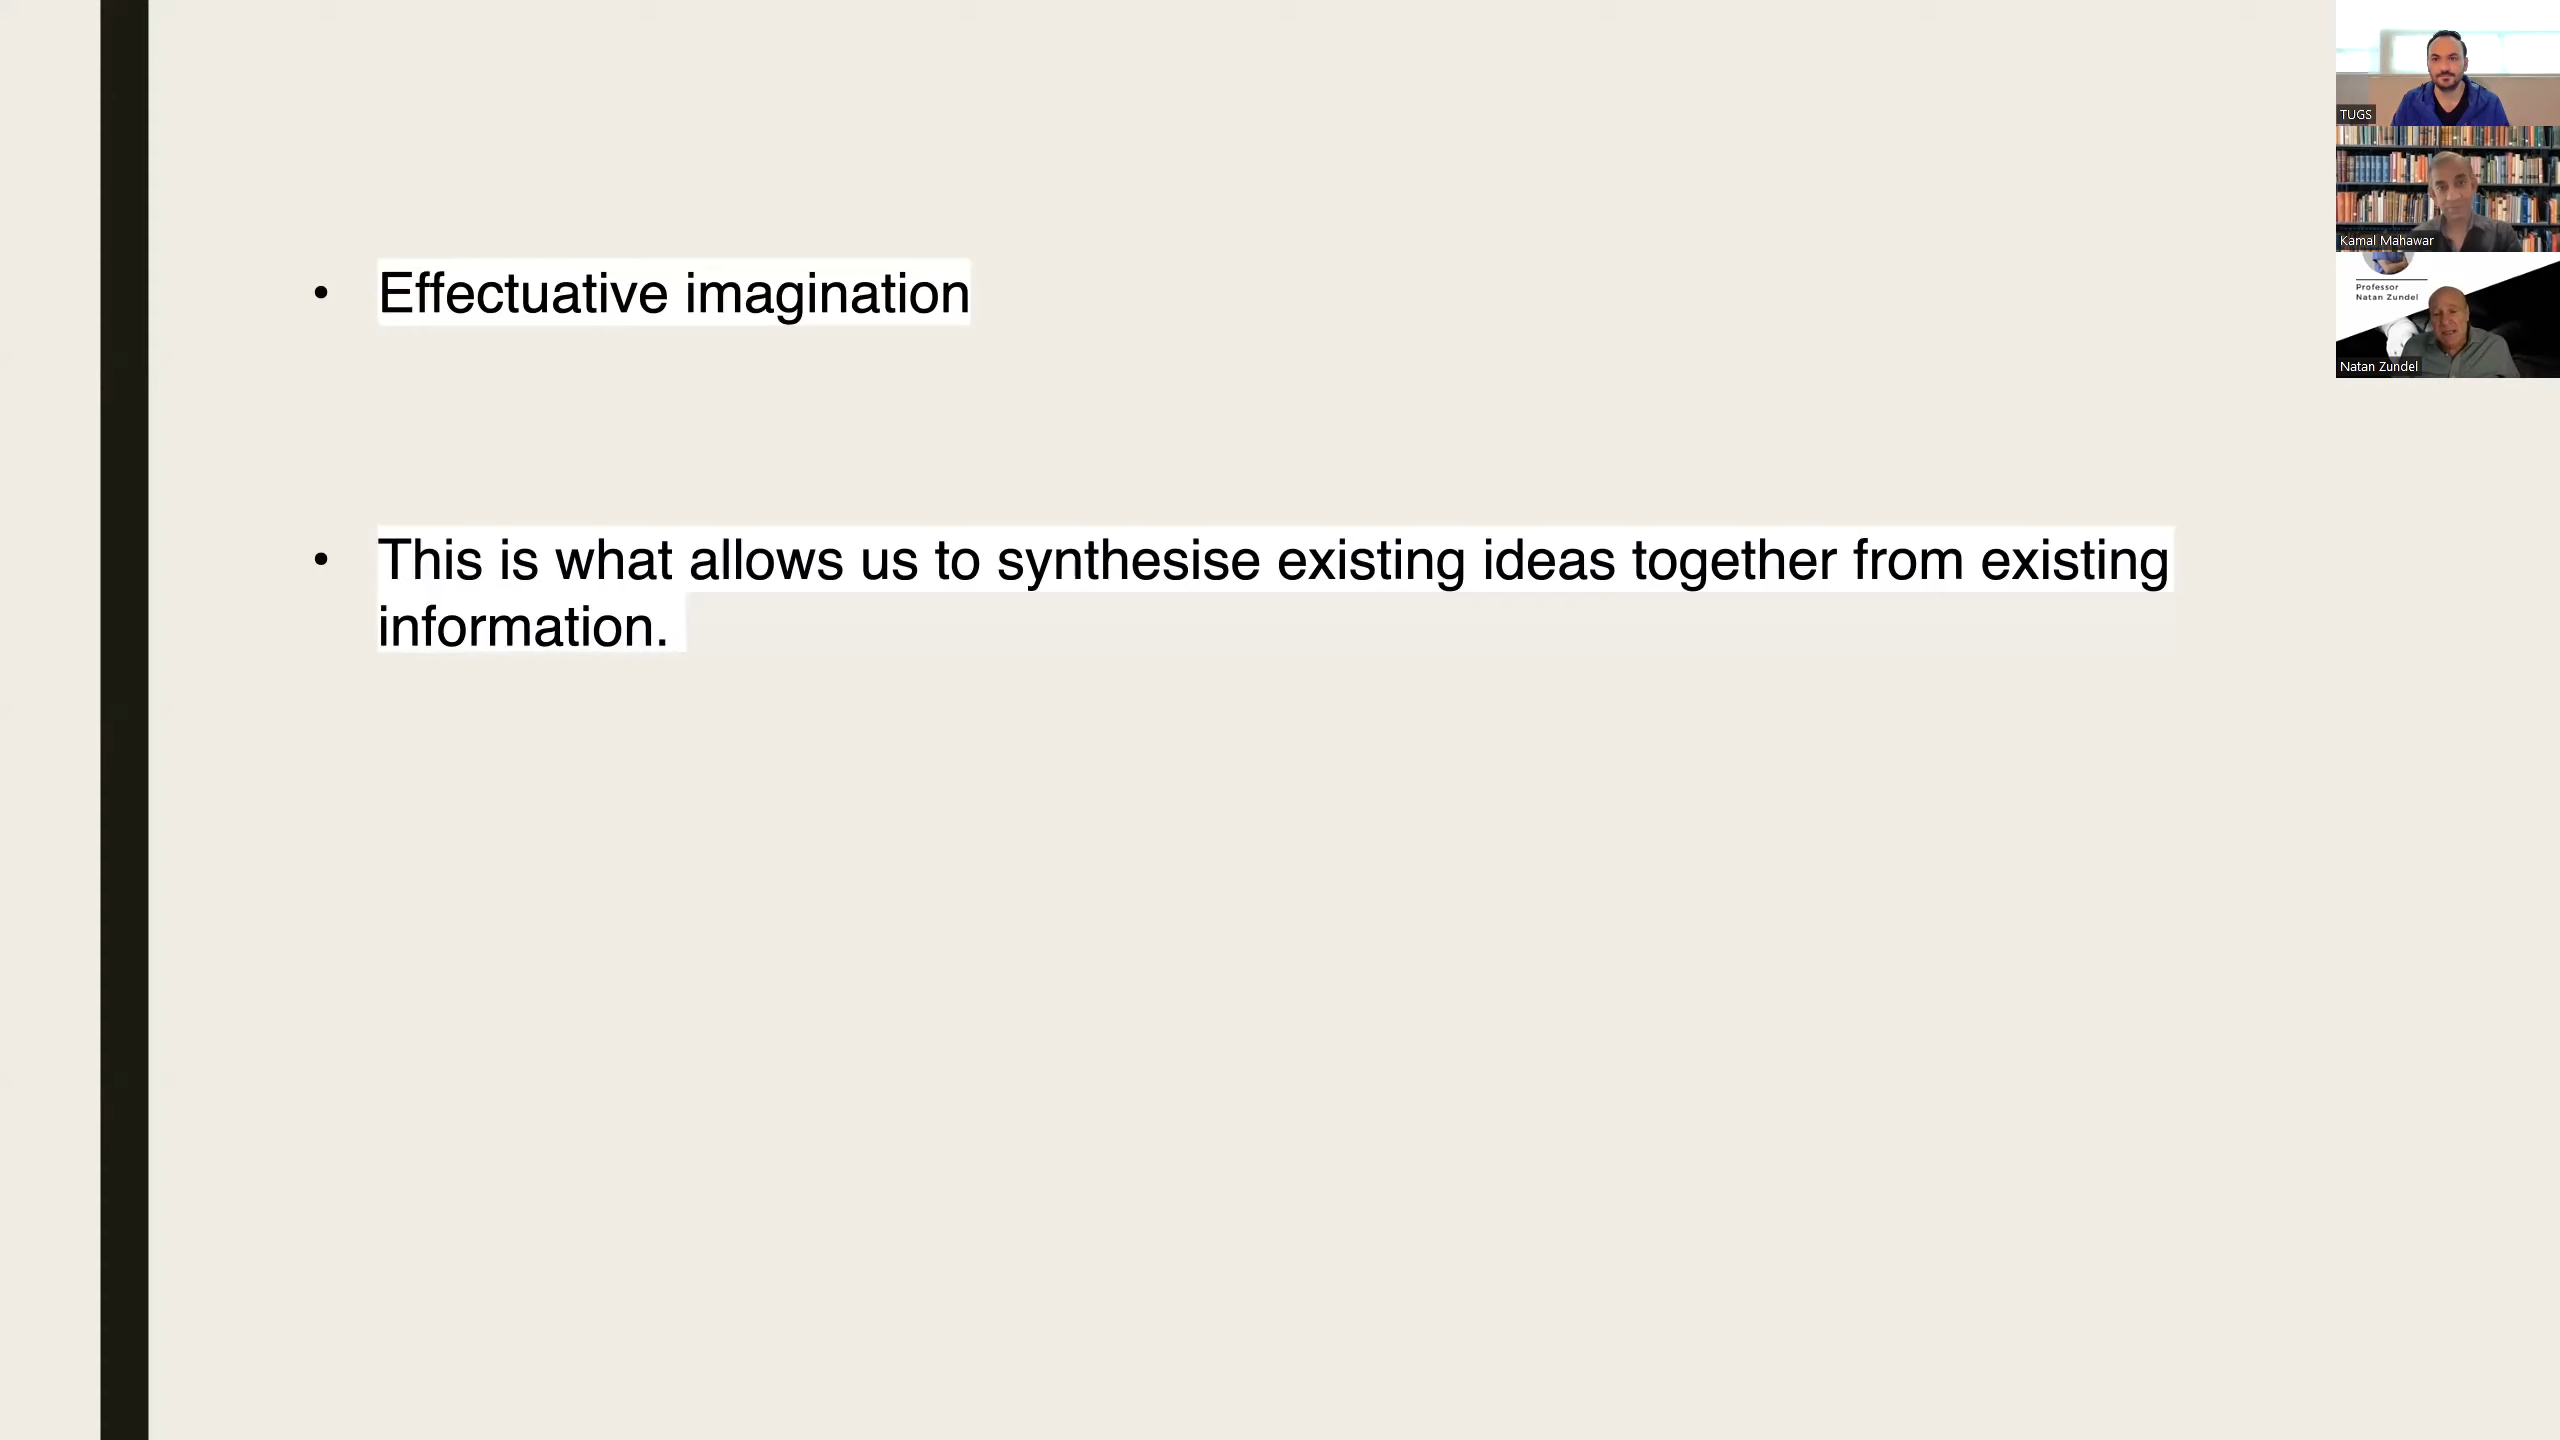 • Effectuative imagination
• This is what allows us to synthesise existing ideas together from existing
information.
TUGS
Kamal Mahawar
Professor
Natan Zundel
Natan Zundel